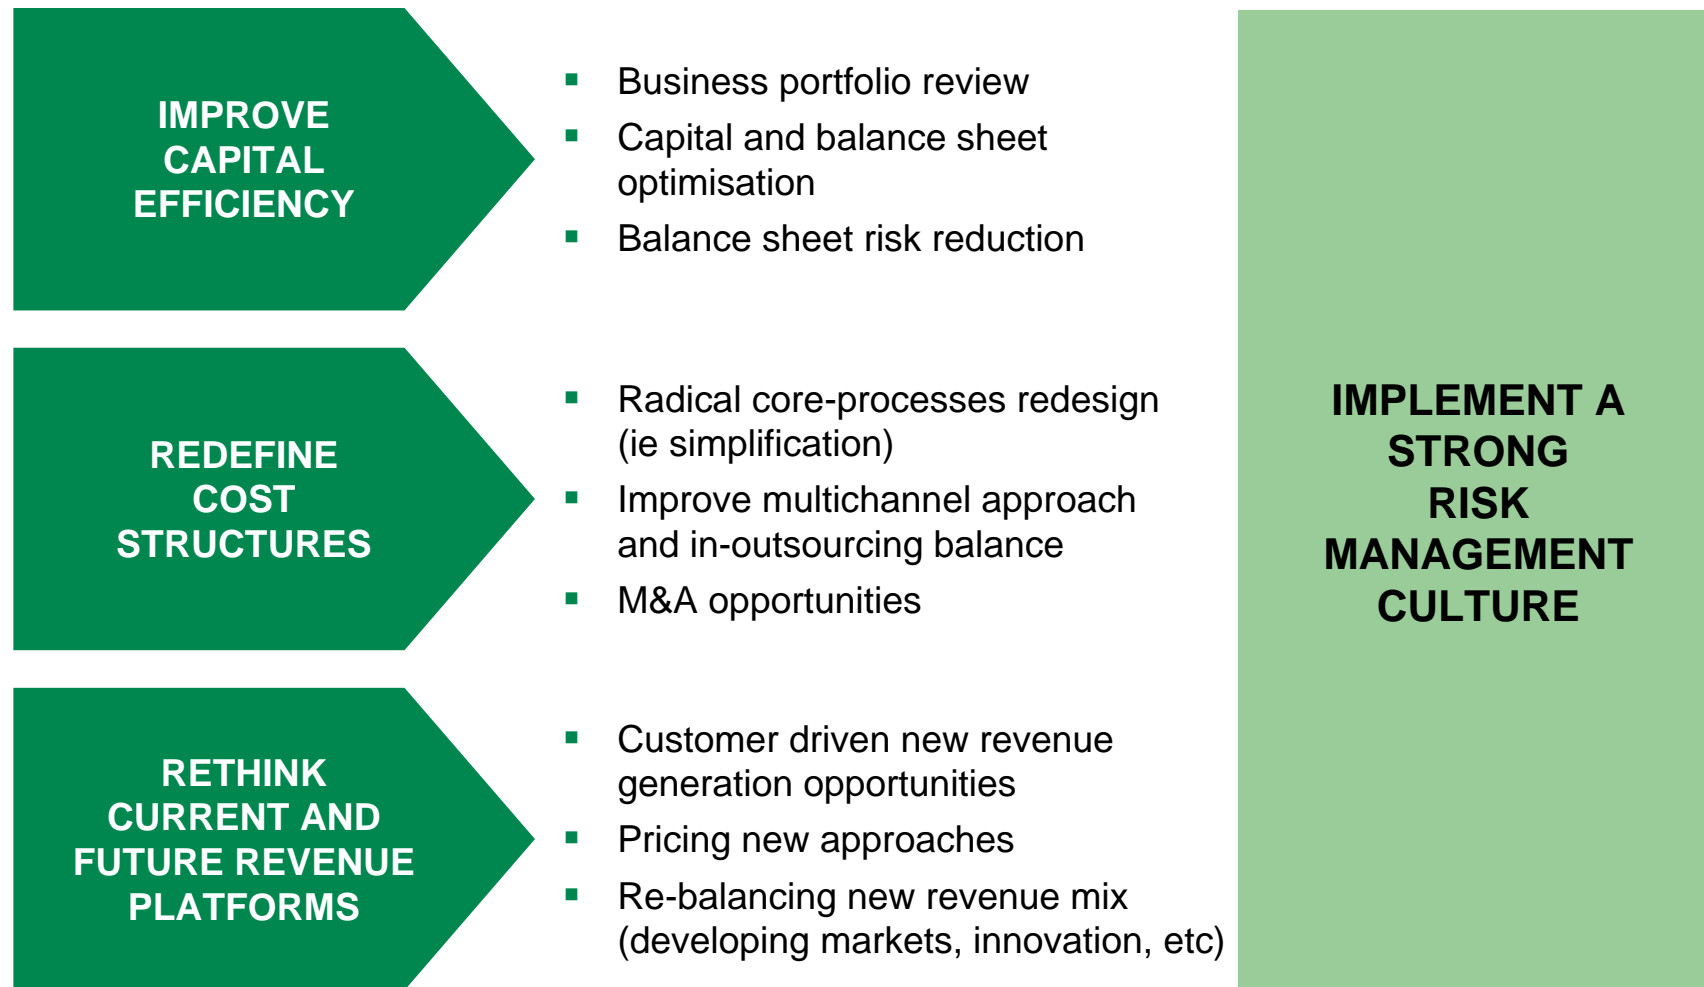 IMPROVE
CAPITAL
EFFICIENCY
Business portfolio review
Capital and balance sheet
optimisation
Balance sheet risk reduction
REDEFINE
COST
STRUCTURES
Radical core-processes redesign
(ie simplification)
Improve multichannel approach
and in-outsourcing balance
M&A opportunities
RETHINK
CURRENT AND
FUTURE REVENUE
PLATFORMS
Customer driven new revenue
generation opportunities
Pricing new approaches
Re-balancing new revenue mix
(developing markets, innovation, etc)
IMPLEMENT A
STRONG
RISK
MANAGEMENT
CULTURE